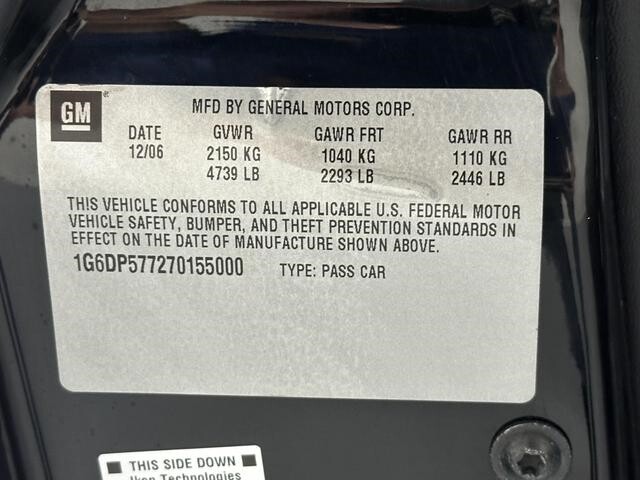 GM
MFD BY GENERAL MOTORS CORP.
DATE GVWR GAWR FRT GAWR RR
12/06 2150 KG 1040 KG 1110 KG
4739 LB 2293 LB 2446 LB
THIS VEHICLE CONFORMS TO ALL APPLICABLE U.S. FEDERAL MOTOR
VEHICLE SAFETY, BUMPER, AND THEFT PREVENTION STANDARDS IN
EFFECT ON THE DATE OF MANUFACTURE SHOWN ABOVE.
1G6DP577270155000 TYPE: PASS CAR
THIS SIDE DOWN
Technologies